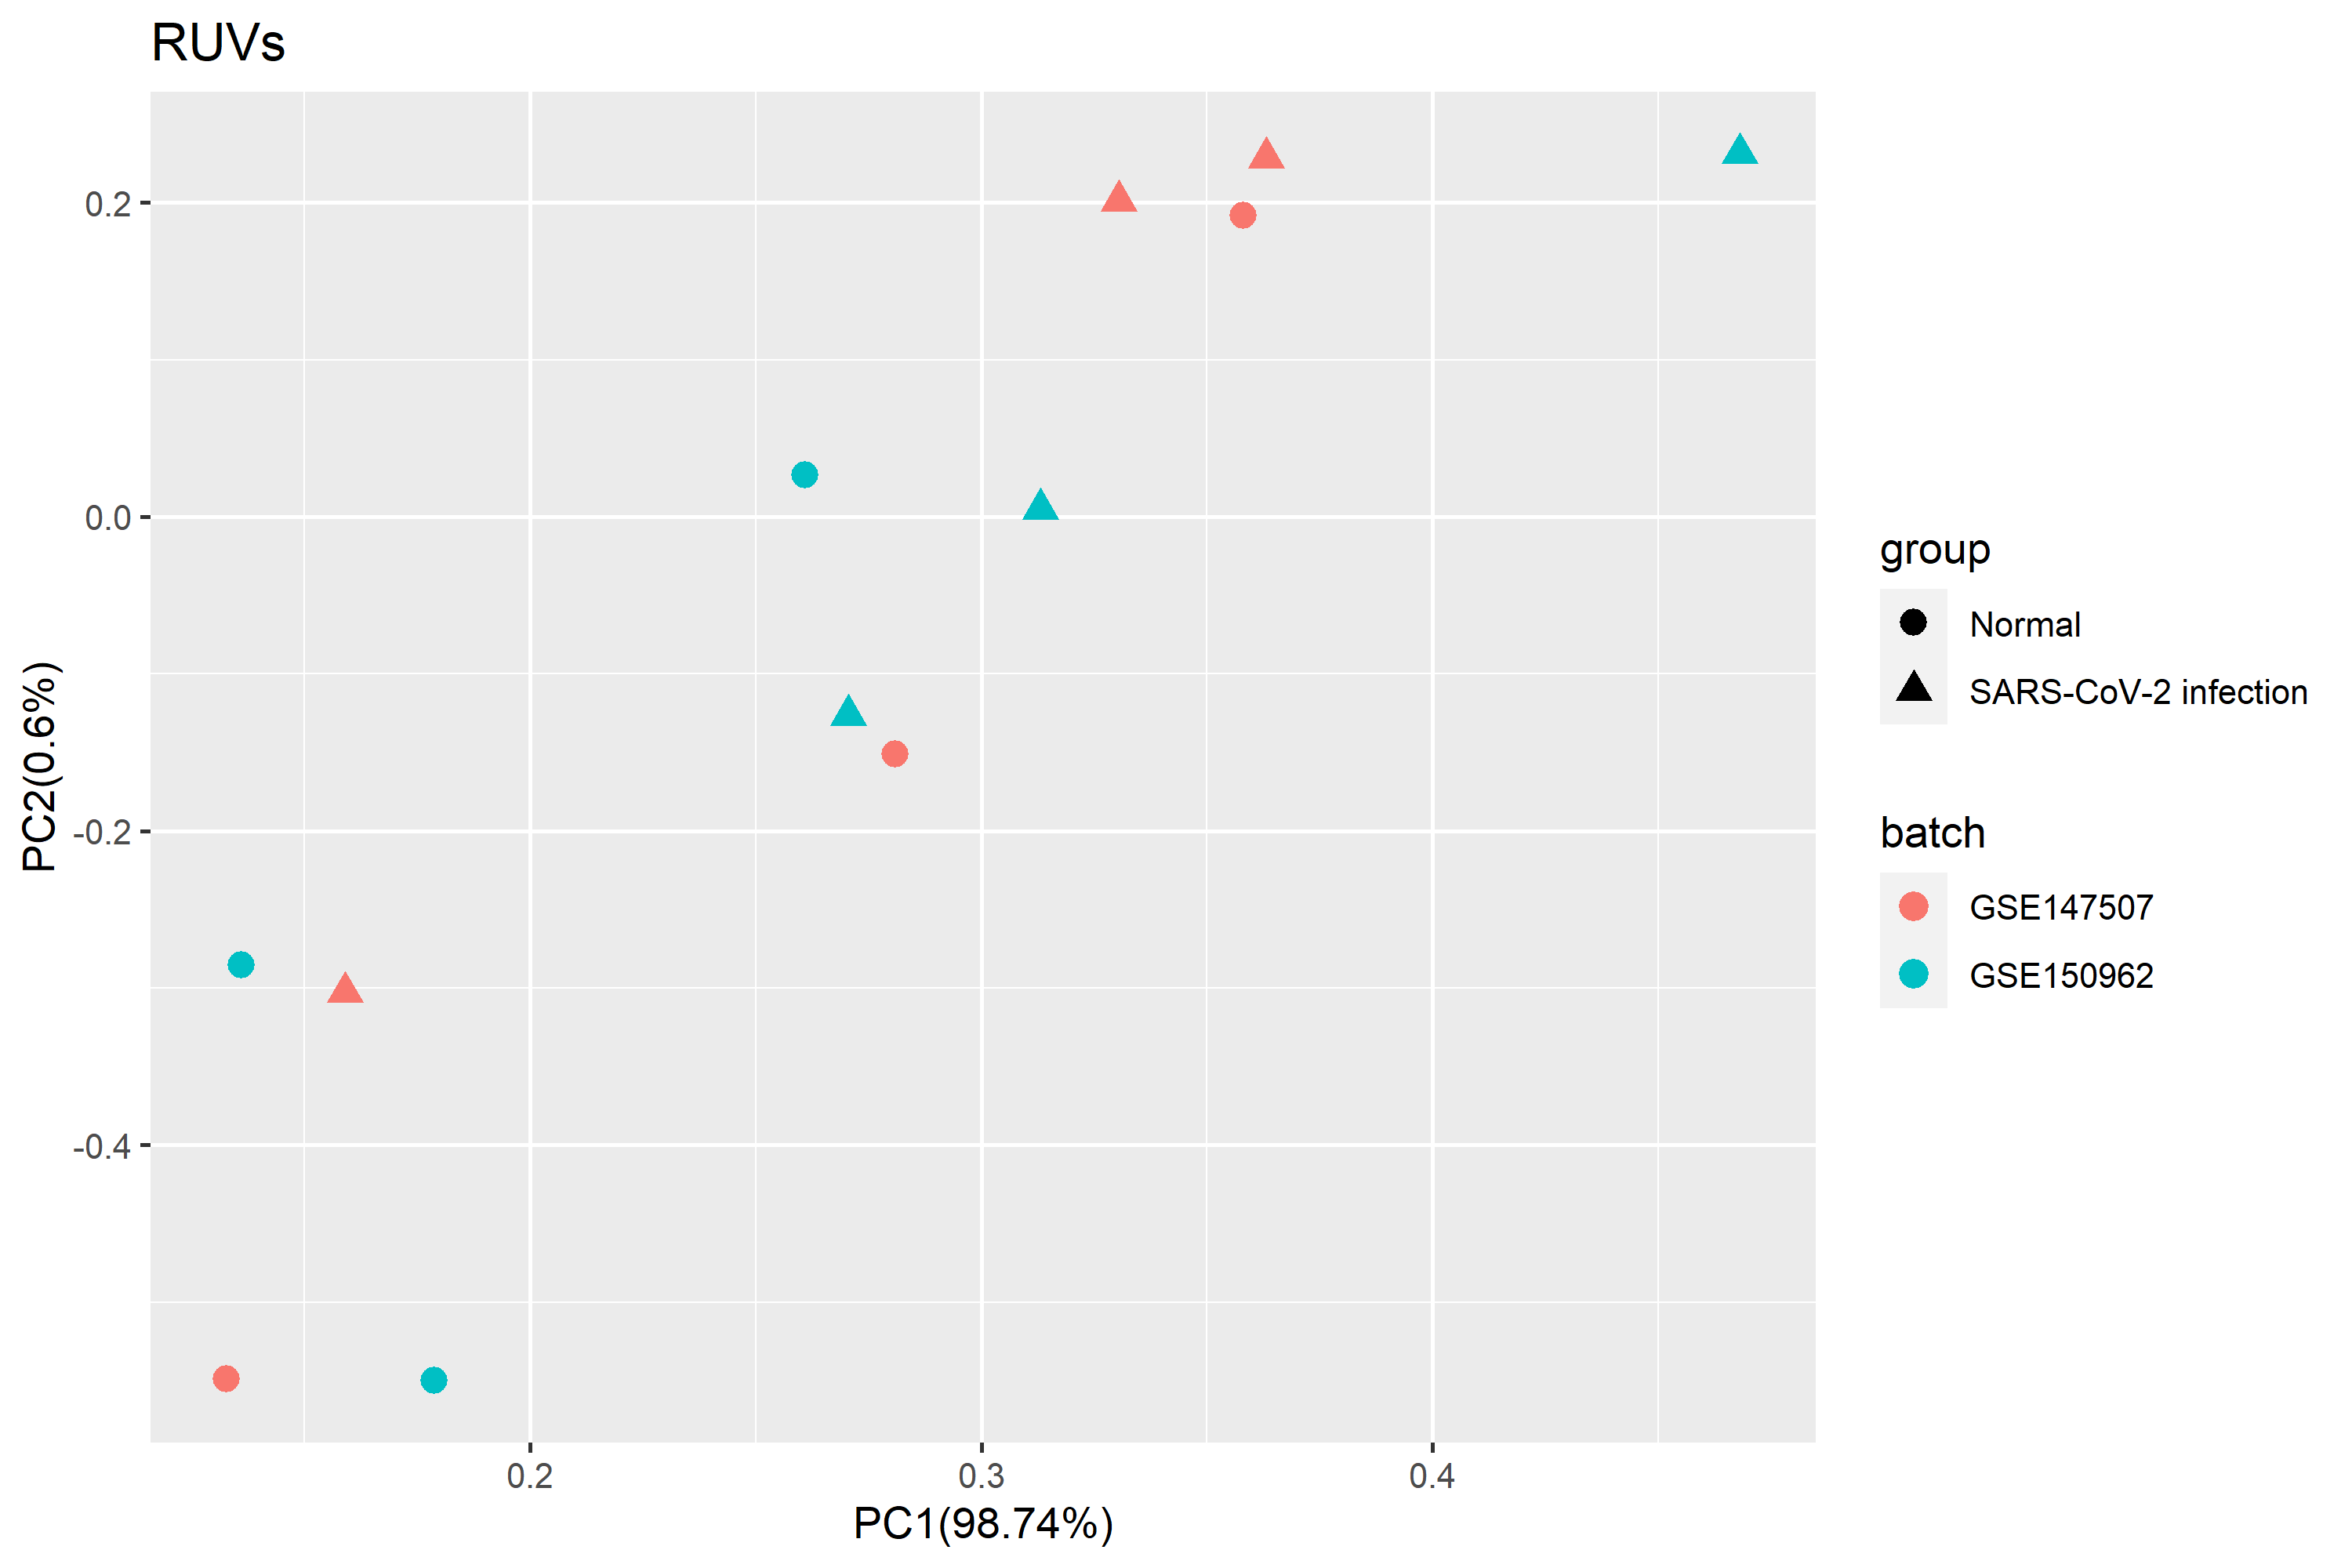 RUVs
0.2
0.0
-0.2
-0.4
PC2(0.6%)
0.2
0.3
0.4
PC1(98.74%)
group
Normal
SARS-CoV-2 infection
batch
GSE147507
GSE150962